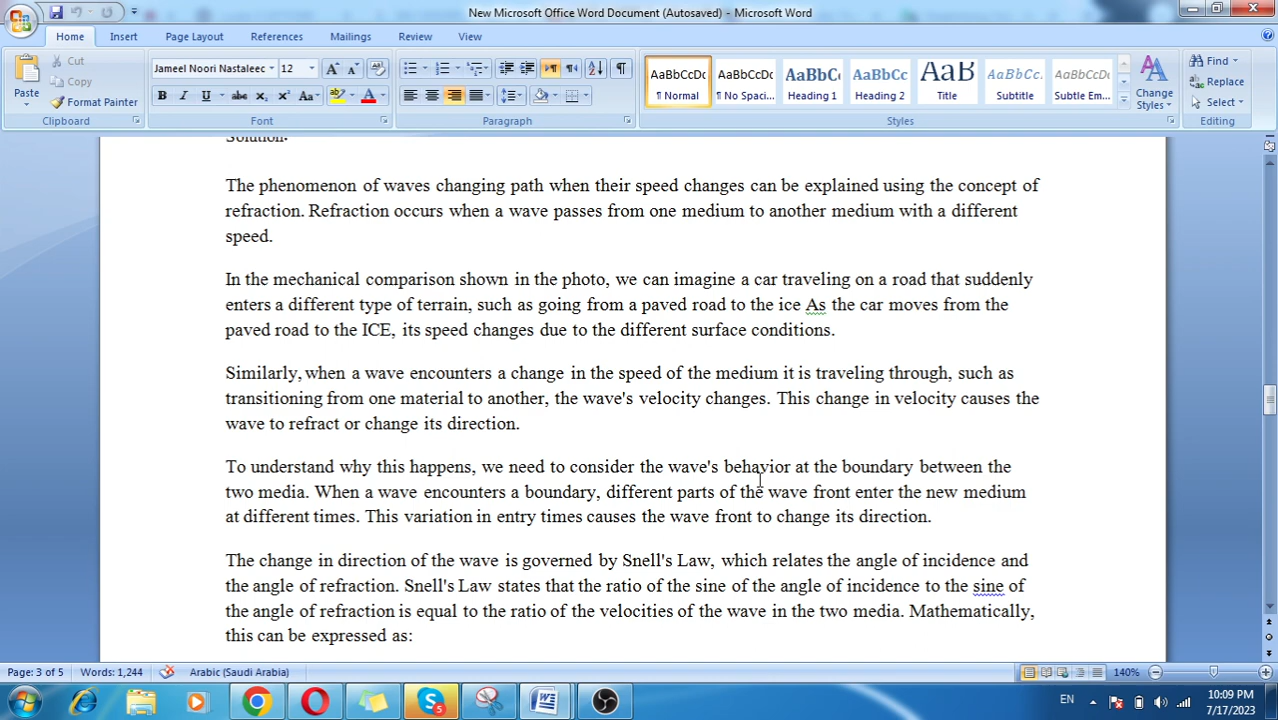 New Microsoft Office Word Document (Autosaved) - Microsoft Word
Home Insert Page Layout References Mailings Review View
Paste
Cut
Copy
Format Painter
Clipboard
Jameel Noori Nastaleec 12
Font
Paragraph
AaBbCcDc AaBbCcDc AaBbC AaBbCc AaB AaBbCcL AaBbCcDc
¶ Normal ¶ No Spaci... Heading 1 Heading 2 Title Subtitle Subtle Em...
Change Styles
Styles
Find
Replace
Select
Editing
Solution:
The phenomenon of waves changing path when their speed changes can be explained using the concept of
refraction. Refraction occurs when a wave passes from one medium to another medium with a different
speed.
In the mechanical comparison shown in the photo, we can imagine a car traveling on a road that suddenly
enters a different type of terrain, such as going from a paved road to the ice As the car moves from the
paved road to the ICE, its speed changes due to the different surface conditions.
Similarly, when a wave encounters a change in the speed of the medium it is traveling through, such as
transitioning from one material to another, the wave's velocity changes. This change in velocity causes the
wave to refract or change its direction.
To understand why this happens, we need to consider the wave's behavior at the boundary between the
two media. When a wave encounters a boundary, different parts of the wave front enter the new medium
at different times. This variation in entry times causes the wave front to change its direction.
The change in direction of the wave is governed by Snell's Law, which relates the angle of incidence and
the angle of refraction. Snell's Law states that the ratio of the sine of the angle of incidence to the sine of
the angle of refraction is equal to the ratio of the velocities of the wave in the two media. Mathematically,
this can be expressed as:
Page: 3 of 5 Words: 1,244 Arabic (Saudi Arabia) 140%
EN 10:09 PM
7/17/2023